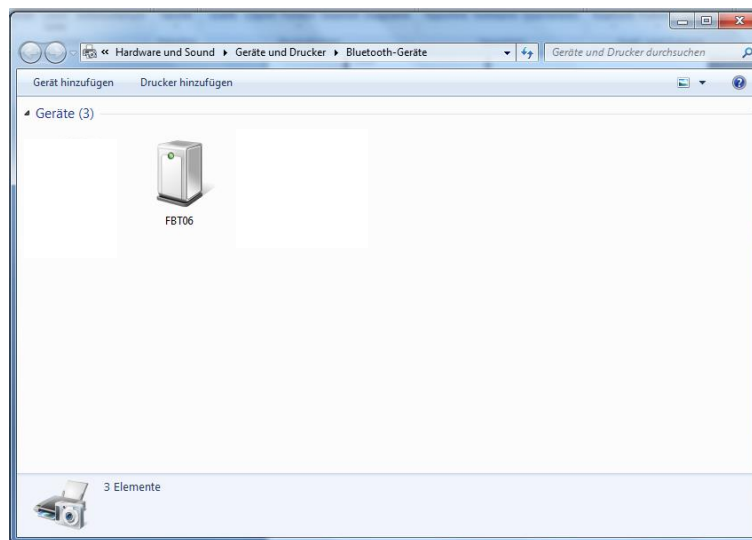 « Hardware und Sound Geräte und Drucker Bluetooth-Geräte Geräte und Drucker durchsuchen
Gerät hinzufügen Drucker hinzufügen
Geräte (3)
FBT06
3 Elemente